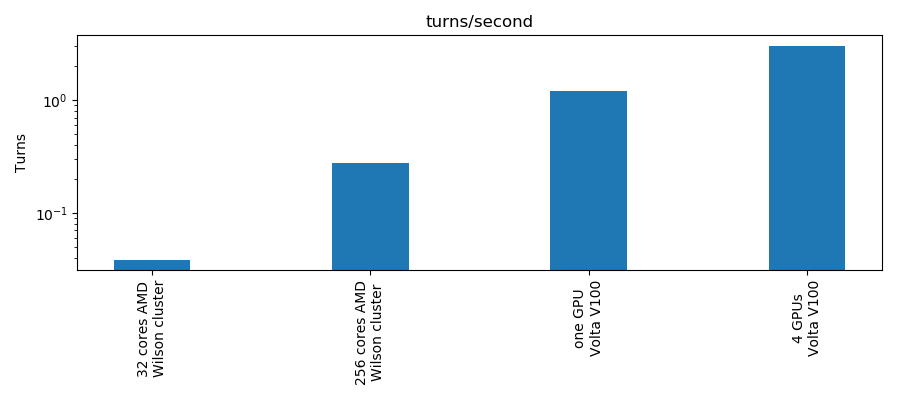 turns/second
Turns
10⁰
10⁻¹
32 cores AMD
Wilson cluster
256 cores AMD
Wilson cluster
one GPU
Volta V100
4 GPUs
Volta V100